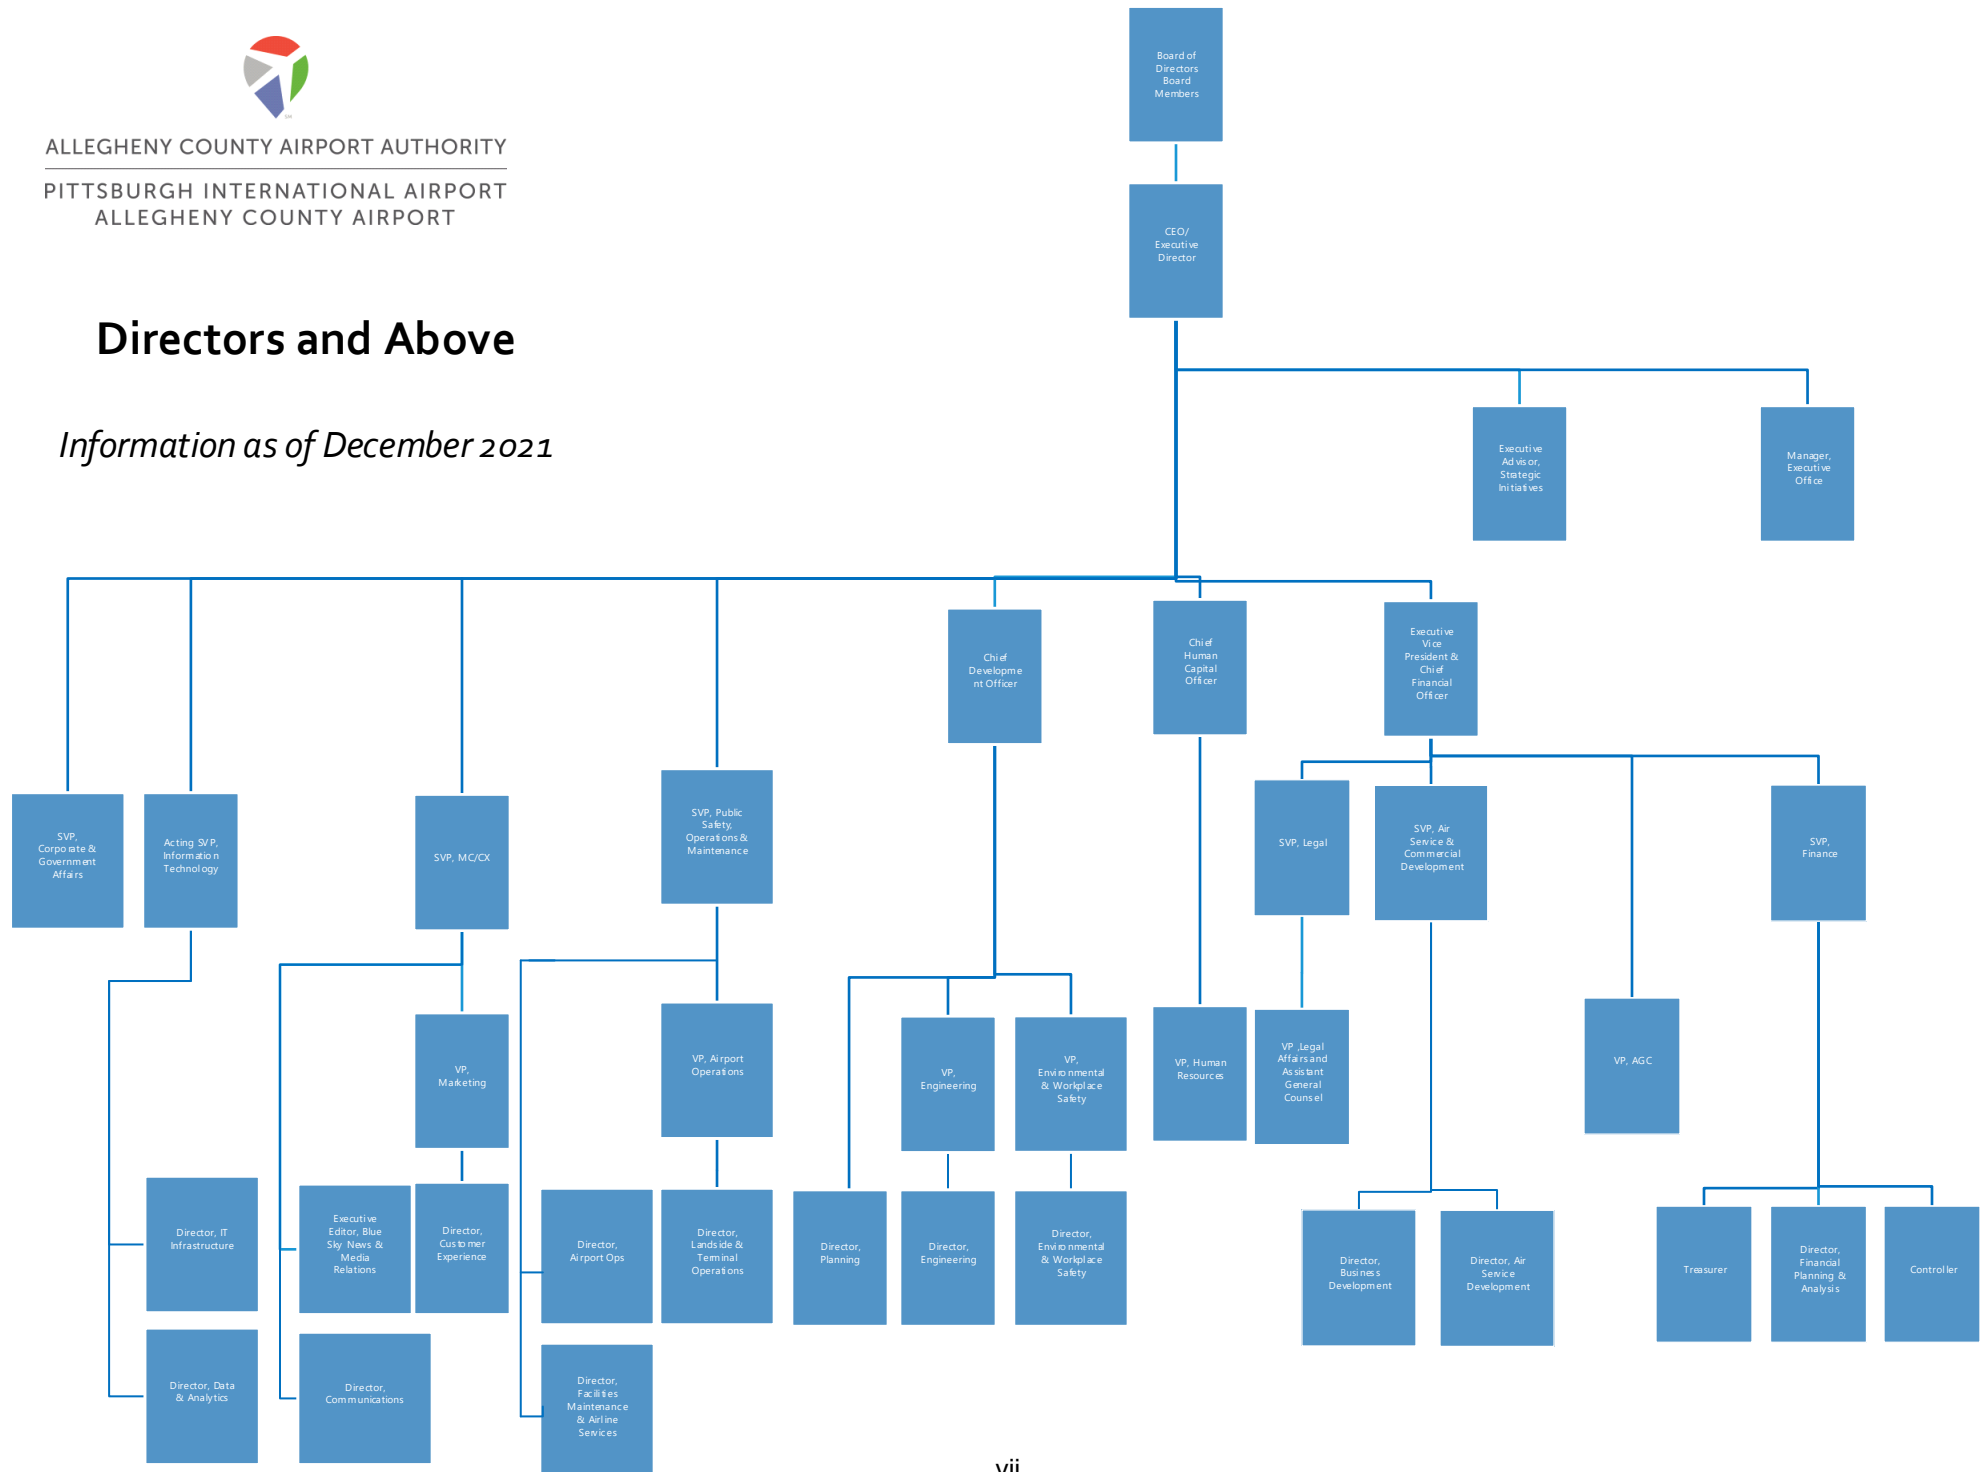 ALLEGHENY COUNTY AIRPORT AUTHORITY
PITTSBURGH INTERNATIONAL AIRPORT
ALLEGHENY COUNTY AIRPORT
Directors and Above
Information as of December 2021
Board of
Directors
Board
Members
CEO/
Executive
Director
Executive
Advisor,
Strategic
Initiatives
Manager,
Executive
Office
Chief
Developme
nt Officer
Chief
Human
Capital
Officer
Executive
Vice
President &
Chief
Financial
Officer
SVP,
Corporate &
Government
Affairs
Acting SVP,
Information
Technology
SVP, MC/CX
SVP, Public
Safety,
Operations &
Maintenance
SVP, Legal
SVP, Air
Service &
Commercial
Development
SVP,
Finance
VP,
Marketing
VP, Airport
Operations
VP,
Engineering
VP,
Environmental
& Workplace
Safety
VP, Human
Resources
VP ,Legal
Affairs and
Assistant
General
Counsel
VP, AGC
Director, IT
Infrastructure
Executive
Editor, Blue
Sky News &
Media
Relations
Director,
Customer
Experience
Director,
Airport Ops
Director,
Landside &
Terminal
Operations
Director,
Planning
Director,
Engineering
Director,
Environmental
& Workplace
Safety
Director,
Business
Development
Director, Air
Service
Development
Treasurer
Director,
Financial
Planning &
Analysis
Controller
Director, Data
& Analytics
Director,
Communications
Director,
Facilities
Maintenance
& Airline
Services
vii